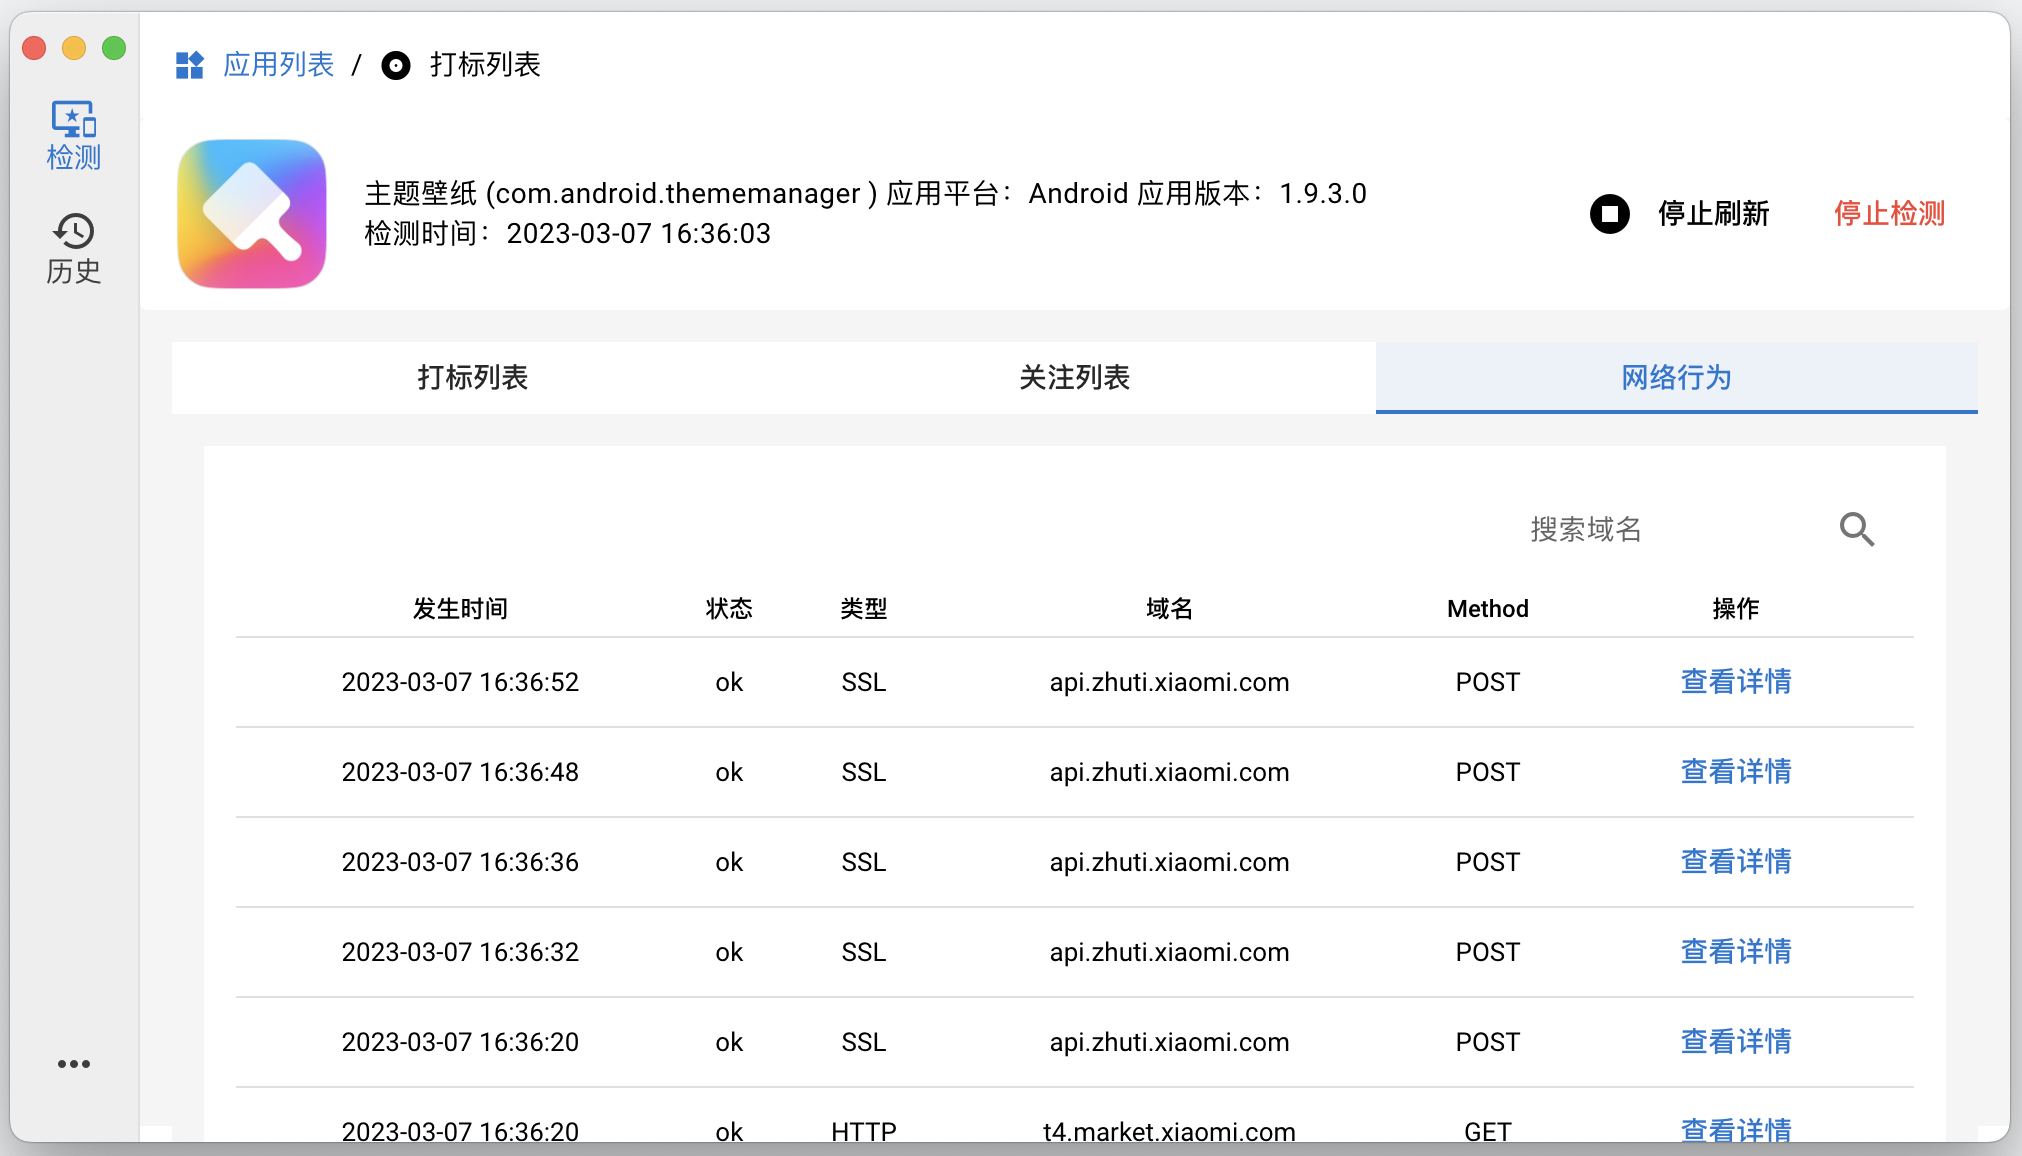 应用列表 / 打标列表
检测
历史
主题壁纸 (com.android.thememanager ) 应用平台：Android 应用版本：1.9.3.0
检测时间：2023-03-07 16:36:03
停止刷新 停止检测
打标列表 关注列表 网络行为
搜索域名
发生时间 状态 类型 域名 Method 操作
2023-03-07 16:36:52 ok SSL api.zhuti.xiaomi.com POST 查看详情
2023-03-07 16:36:48 ok SSL api.zhuti.xiaomi.com POST 查看详情
2023-03-07 16:36:36 ok SSL api.zhuti.xiaomi.com POST 查看详情
2023-03-07 16:36:32 ok SSL api.zhuti.xiaomi.com POST 查看详情
2023-03-07 16:36:20 ok SSL api.zhuti.xiaomi.com POST 查看详情
2023-03-07 16:36:20 ok HTTP t4.market.xiaomi.com GET 查看详情